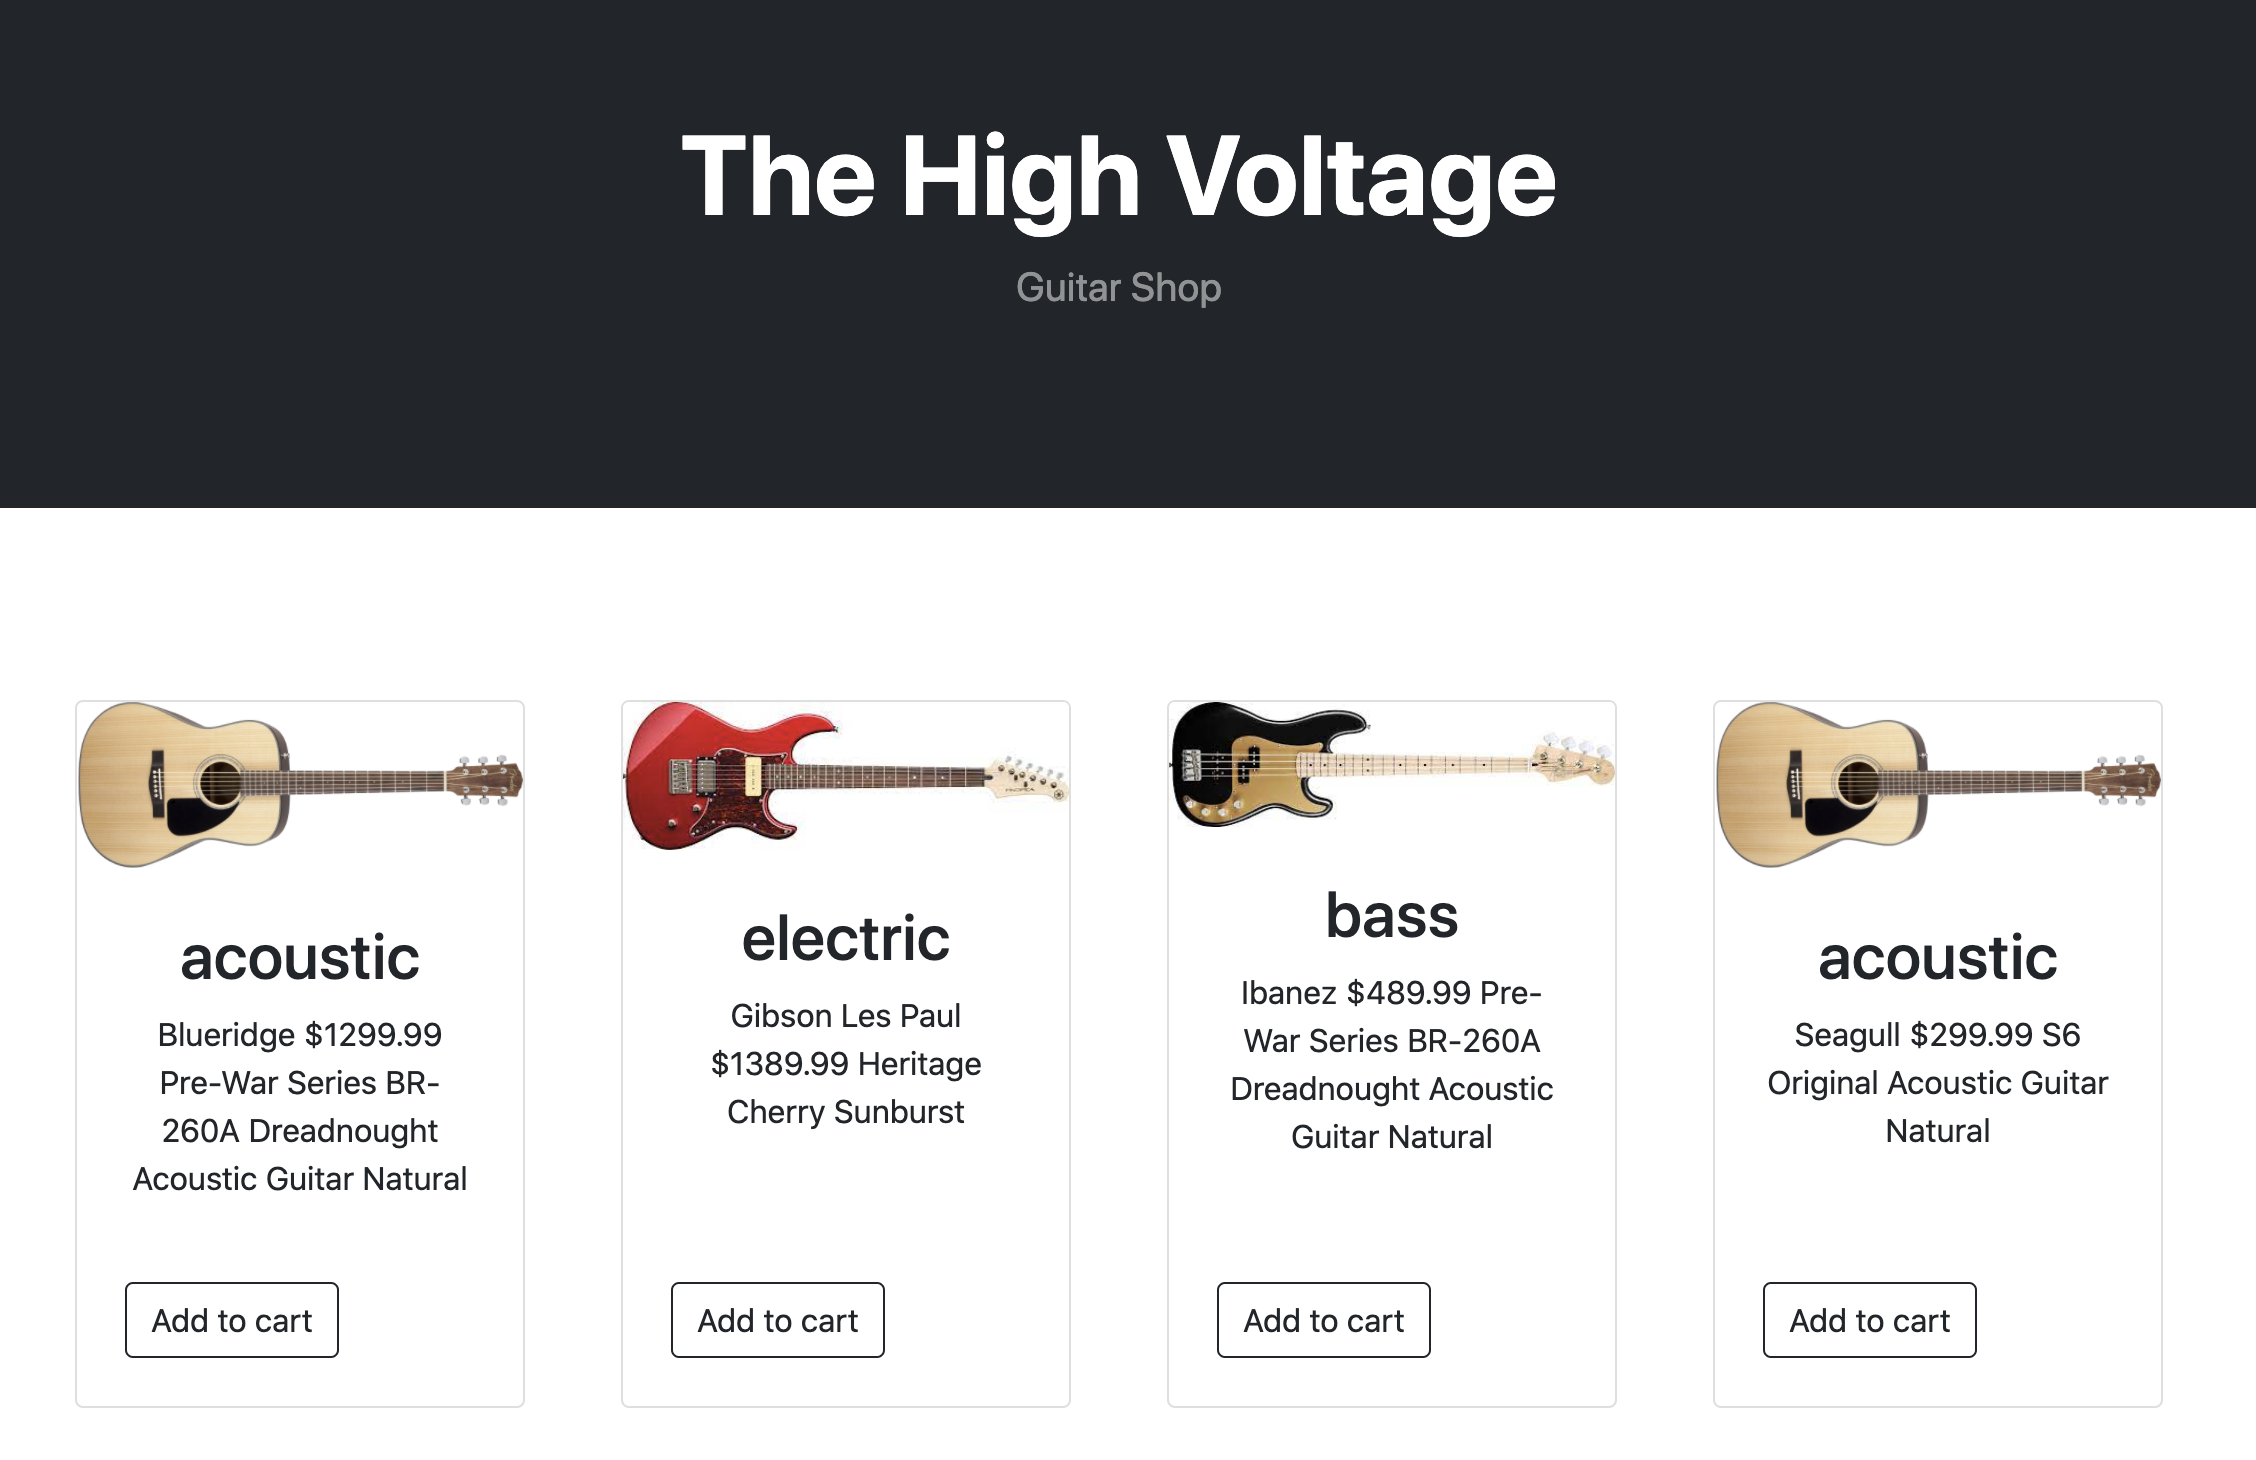 The High Voltage
Guitar Shop
acoustic
Blueridge $1299.99
Pre-War Series BR-
260A Dreadnought
Acoustic Guitar Natural
Add to cart
electric
Gibson Les Paul
$1389.99 Heritage
Cherry Sunburst
Add to cart
bass
Ibanez $489.99 Pre-
War Series BR-260A
Dreadnought Acoustic
Guitar Natural
Add to cart
acoustic
Seagull $299.99 S6
Original Acoustic Guitar
Natural
Add to cart